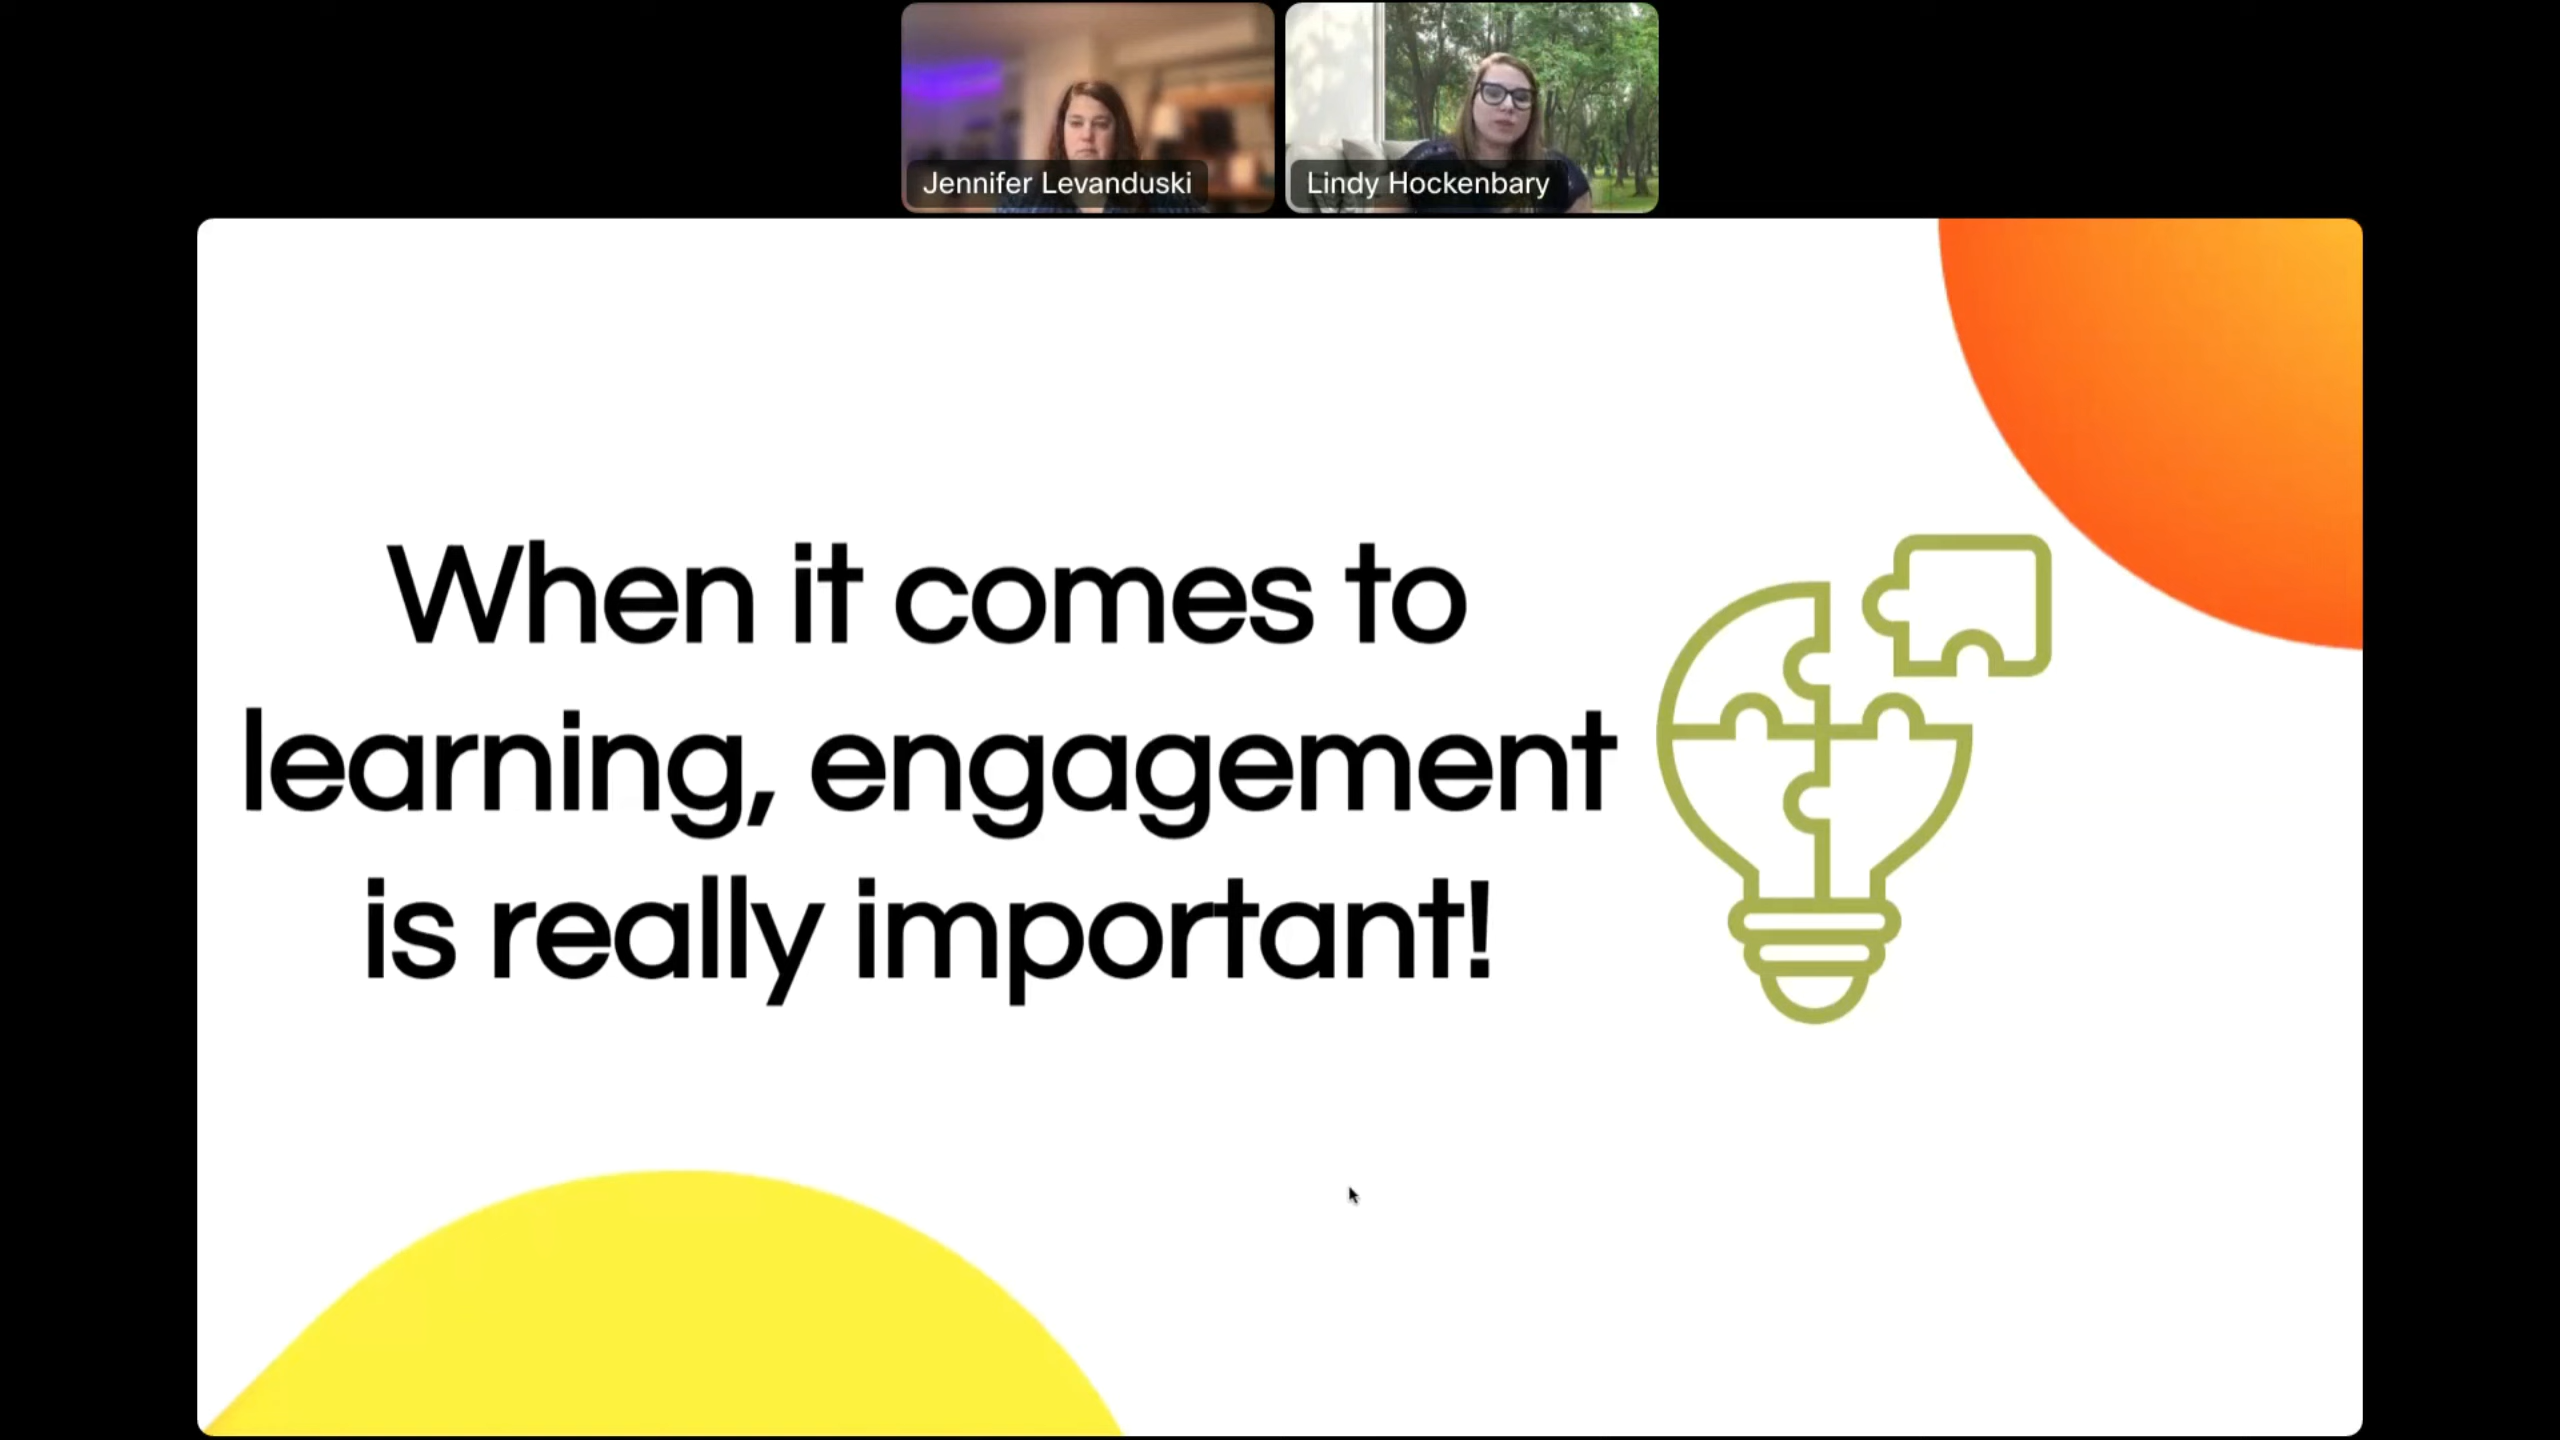 Jennifer Levanduski
Lindy Hockenbary
When it comes to
learning, engagement
is really important!